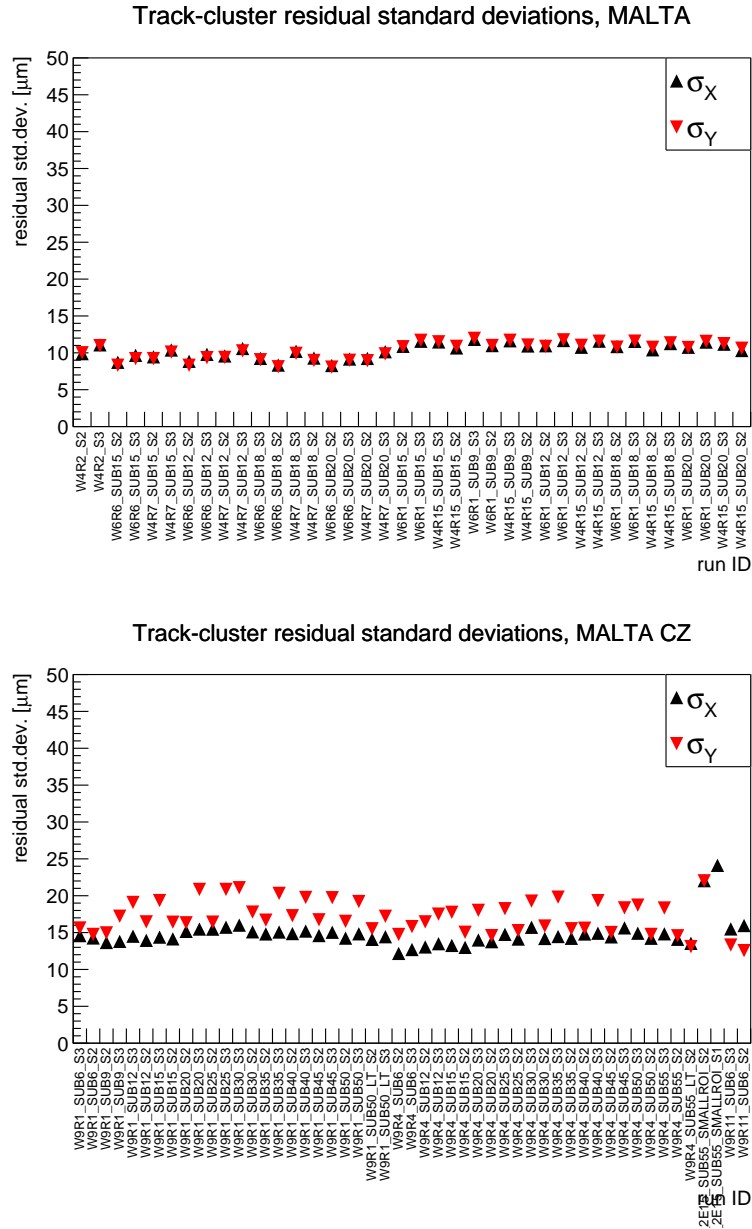 Track-cluster residual standard deviations, MALTA
residual std.dev. [μm]
50
45
40
35
30
25
20
15
10
5
0
σX
σY
W4R2_S2
W4R2_S3
W6R6_SUB15_S2
W6R6_SUB15_S3
W4R7_SUB15_S2
W4R7_SUB15_S3
W6R6_SUB12_S2
W6R6_SUB12_S3
W4R7_SUB12_S2
W4R7_SUB12_S3
W6R6_SUB18_S3
W6R6_SUB18_S2
W4R7_SUB18_S3
W4R7_SUB18_S2
W6R6_SUB20_S2
W6R6_SUB20_S3
W4R7_SUB20_S2
W4R7_SUB20_S3
W6R1_SUB15_S2
W6R1_SUB15_S3
W4R15_SUB15_S3
W4R15_SUB15_S2
W6R1_SUB9_S3
W6R1_SUB9_S2
W4R15_SUB9_S3
W4R15_SUB9_S2
W6R1_SUB12_S2
W6R1_SUB12_S3
W4R15_SUB12_S2
W4R15_SUB12_S3
W6R1_SUB18_S2
W6R1_SUB18_S3
W4R15_SUB18_S2
W4R15_SUB18_S3
W6R1_SUB20_S2
W6R1_SUB20_S3
W4R15_SUB20_S3
W4R15_SUB20_S2
run ID
Track-cluster residual standard deviations, MALTA CZ
residual std.dev. [μm]
50
45
40
35
30
25
20
15
10
5
0
σX
σY
W9R1_SUB6_S3
W9R1_SUB6_S2
W9R1_SUB9_S2
W9R1_SUB9_S3
W9R1_SUB12_S3
W9R1_SUB12_S2
W9R1_SUB15_S3
W9R1_SUB15_S2
W9R1_SUB20_S2
W9R1_SUB20_S3
W9R1_SUB25_S2
W9R1_SUB25_S3
W9R1_SUB30_S3
W9R1_SUB30_S2
W9R1_SUB35_S2
W9R1_SUB35_S3
W9R1_SUB40_S2
W9R1_SUB40_S3
W9R1_SUB45_S2
W9R1_SUB45_S3
W9R1_SUB50_S2
W9R1_SUB50_S3
W9R1_SUB50_LT_S2
W9R1_SUB50_LT_S3
W9R4_SUB6_S2
W9R4_SUB6_S3
W9R4_SUB12_S2
W9R4_SUB12_S3
W9R4_SUB15_S3
W9R4_SUB15_S2
W9R4_SUB20_S3
W9R4_SUB20_S2
W9R4_SUB25_S3
W9R4_SUB25_S2
W9R4_SUB30_S3
W9R4_SUB30_S2
W9R4_SUB35_S3
W9R4_SUB35_S2
W9R4_SUB40_S2
W9R4_SUB40_S3
W9R4_SUB45_S2
W9R4_SUB45_S3
W9R4_SUB50_S3
W9R4_SUB50_S2
W9R4_SUB55_S3
W9R4_SUB55_S2
W9R4_SUB55_LT_S2
2E15_SUB55_SMALLROI_S2
2E15_SUB55_SMALLROI_S1
W9R11_SUB6_S3
W9R11_SUB6_S2
run ID